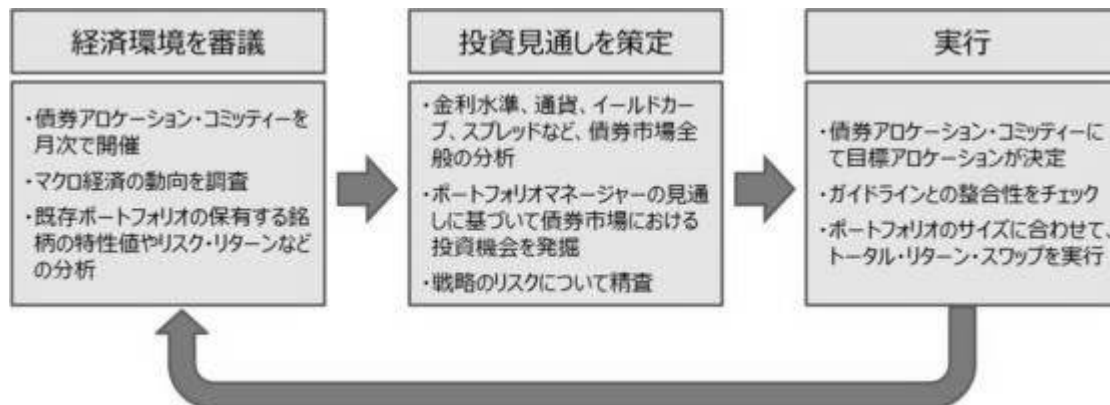 経済環境を審議
・債券アロケーション・コミッティーを
月次で開催
・マクロ経済の動向を調査
・既存ポートフォリオの保有する銘
柄の特性値やリスク・リターンなど
の分析
投資見通しを策定
・金利水準、通貨、イールドカー
ブ、スプレッドなど、債券市場全
般の分析
・ポートフォリオマネージャーの見通
しに基づいて債券市場における
投資機会を発掘
・戦略のリスクについて精査
実行
・債券アロケーション・コミッティーに
て目標アロケーションが決定
・ガイドラインとの整合性をチェック
・ポートフォリオのサイズに合わせて、
トータル・リターン・スワップを実行